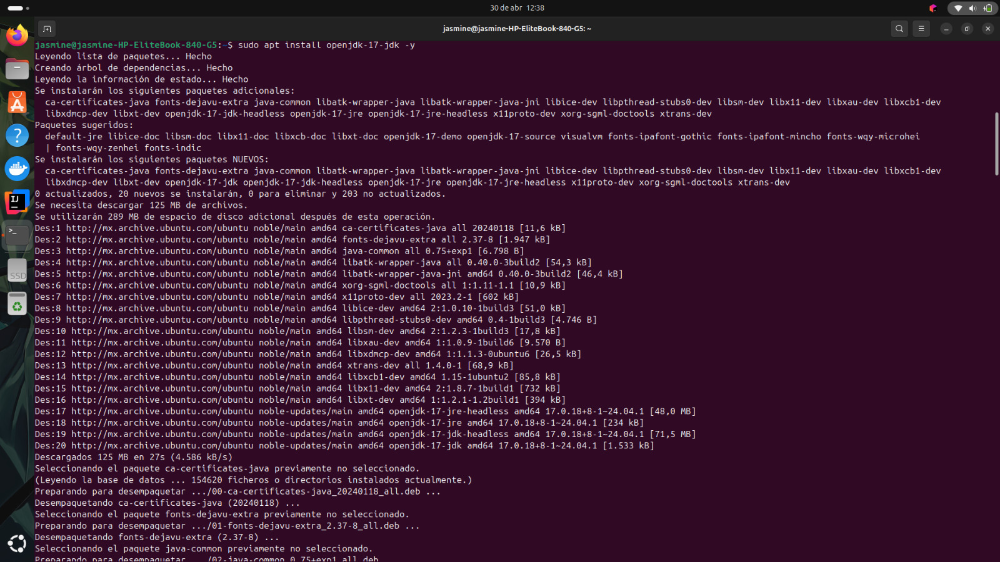 30 de abr 12:38
jasmine@jasmine-HP-EliteBook-840-G5: ~
jasmine@jasmine-HP-EliteBook-840-G5:~$ sudo apt install openjdk-17-jdk -y
Leyendo lista de paquetes... Hecho
Creando árbol de dependencias... Hecho
Leyendo la información de estado... Hecho
Se instalarán los siguientes paquetes adicionales:
  ca-certificates-java fonts-dejavu-extra java-common libatk-wrapper-java libatk-wrapper-java-jni libice-dev libpthread-stubs0-dev libsm-dev libx11-dev libxau-dev libxcb1-dev
  libxdmcp-dev libxt-dev openjdk-17-jdk-headless openjdk-17-jre openjdk-17-jre-headless x11proto-dev xorg-sgml-doctools xtrans-dev
Paquetes sugeridos:
  default-jre libice-doc libsm-doc libx11-doc libxcb-doc libxt-doc openjdk-17-demo openjdk-17-source visualvm fonts-ipafont-gothic fonts-ipafont-mincho fonts-wqy-microhei
  | fonts-wqy-zenhei fonts-indic
Se instalarán los siguientes paquetes NUEVOS:
  ca-certificates-java fonts-dejavu-extra java-common libatk-wrapper-java libatk-wrapper-java-jni libice-dev libpthread-stubs0-dev libsm-dev libx11-dev libxau-dev libxcb1-dev
  libxdmcp-dev libxt-dev openjdk-17-jdk openjdk-17-jdk-headless openjdk-17-jre openjdk-17-jre-headless x11proto-dev xorg-sgml-doctools xtrans-dev
0 actualizados, 20 nuevos se instalarán, 0 para eliminar y 203 no actualizados.
Se necesita descargar 125 MB de archivos.
Se utilizarán 289 MB de espacio de disco adicional después de esta operación.
Des:1 http://mx.archive.ubuntu.com/ubuntu noble/main amd64 ca-certificates-java all 20240118 [11,6 kB]
Des:2 http://mx.archive.ubuntu.com/ubuntu noble/main amd64 fonts-dejavu-extra all 2.37-8 [1.947 kB]
Des:3 http://mx.archive.ubuntu.com/ubuntu noble/main amd64 java-common all 0.75+exp1 [6.798 B]
Des:4 http://mx.archive.ubuntu.com/ubuntu noble/main amd64 libatk-wrapper-java all 0.40.0-3build2 [54,3 kB]
Des:5 http://mx.archive.ubuntu.com/ubuntu noble/main amd64 libatk-wrapper-java-jni amd64 0.40.0-3build2 [46,4 kB]
Des:6 http://mx.archive.ubuntu.com/ubuntu noble/main amd64 xorg-sgml-doctools all 1:1.11-1.1 [10,9 kB]
Des:7 http://mx.archive.ubuntu.com/ubuntu noble/main amd64 x11proto-dev all 2023.2-1 [602 kB]
Des:8 http://mx.archive.ubuntu.com/ubuntu noble/main amd64 libice-dev amd64 2:1.0.10-1build3 [51,0 kB]
Des:9 http://mx.archive.ubuntu.com/ubuntu noble/main amd64 libpthread-stubs0-dev amd64 0.4-1build3 [4.746 B]
Des:10 http://mx.archive.ubuntu.com/ubuntu noble/main amd64 libsm-dev amd64 2:1.2.3-1build3 [17,8 kB]
Des:11 http://mx.archive.ubuntu.com/ubuntu noble/main amd64 libxau-dev amd64 1:1.0.9-1build6 [9.570 B]
Des:12 http://mx.archive.ubuntu.com/ubuntu noble/main amd64 libxdmcp-dev amd64 1:1.1.3-0ubuntu6 [26,5 kB]
Des:13 http://mx.archive.ubuntu.com/ubuntu noble/main amd64 xtrans-dev all 1.4.0-1 [68,9 kB]
Des:14 http://mx.archive.ubuntu.com/ubuntu noble/main amd64 libxcb1-dev amd64 1.15-1ubuntu2 [85,8 kB]
Des:15 http://mx.archive.ubuntu.com/ubuntu noble/main amd64 libx11-dev amd64 2:1.8.7-1build1 [732 kB]
Des:16 http://mx.archive.ubuntu.com/ubuntu noble/main amd64 libxt-dev amd64 1:1.2.1-1.2build1 [394 kB]
Des:17 http://mx.archive.ubuntu.com/ubuntu noble-updates/main amd64 openjdk-17-jre-headless amd64 17.0.18+8-1~24.04.1 [48,0 MB]
Des:18 http://mx.archive.ubuntu.com/ubuntu noble-updates/main amd64 openjdk-17-jre amd64 17.0.18+8-1~24.04.1 [234 kB]
Des:19 http://mx.archive.ubuntu.com/ubuntu noble-updates/main amd64 openjdk-17-jdk-headless amd64 17.0.18+8-1~24.04.1 [71,5 MB]
Des:20 http://mx.archive.ubuntu.com/ubuntu noble-updates/main amd64 openjdk-17-jdk amd64 17.0.18+8-1~24.04.1 [1.533 kB]
Descargados 125 MB en 27s (4.586 kB/s)
Seleccionando el paquete ca-certificates-java previamente no seleccionado.
(Leyendo la base de datos ... 154620 ficheros o directorios instalados actualmente.)
Preparando para desempaquetar .../00-ca-certificates-java_20240118_all.deb ...
Desempaquetando ca-certificates-java (20240118) ...
Seleccionando el paquete fonts-dejavu-extra previamente no seleccionado.
Preparando para desempaquetar .../01-fonts-dejavu-extra_2.37-8_all.deb ...
Desempaquetando fonts-dejavu-extra (2.37-8) ...
Seleccionando el paquete java-common previamente no seleccionado.
Preparando para desempaquetar .../02-java-common_0.75+exp1_all.deb
IJ
>_
SSD